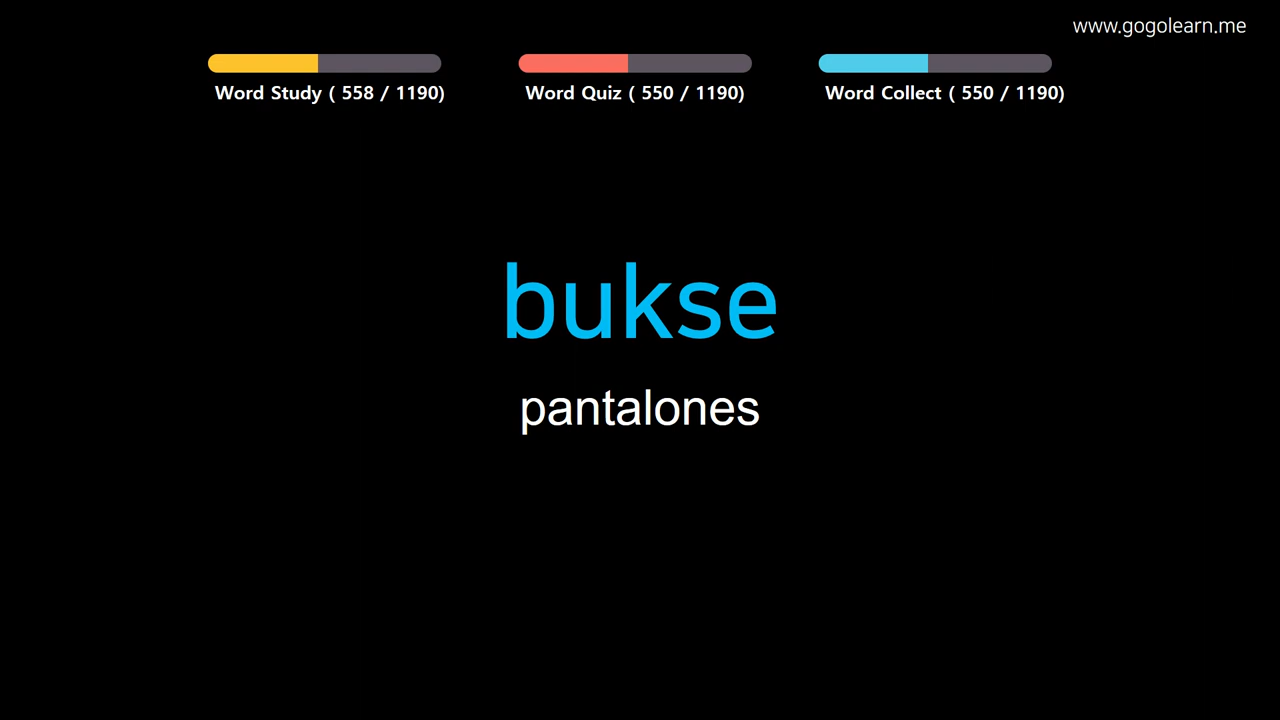 www.gogolearn.me
Word Study ( 558 / 1190)
Word Quiz ( 550 / 1190)
Word Collect ( 550 / 1190)
bukse
pantalones